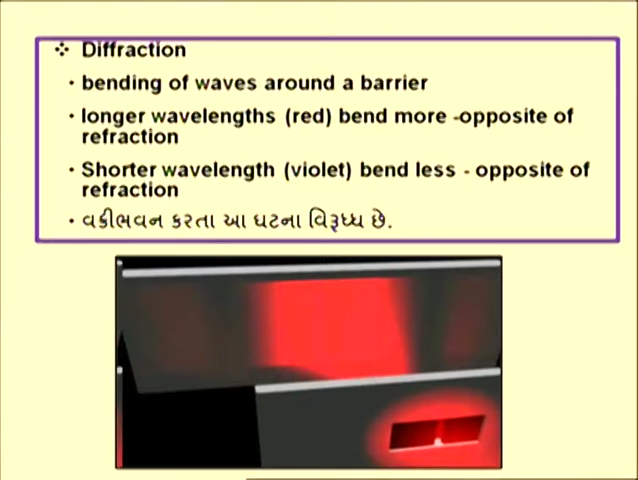 ❖ Diffraction
• bending of waves around a barrier
• longer wavelengths (red) bend more -opposite of
refraction
• Shorter wavelength (violet) bend less - opposite of
refraction
• વકીભવન કરતા આ ઘટના વિરૂધ્ધ છે.